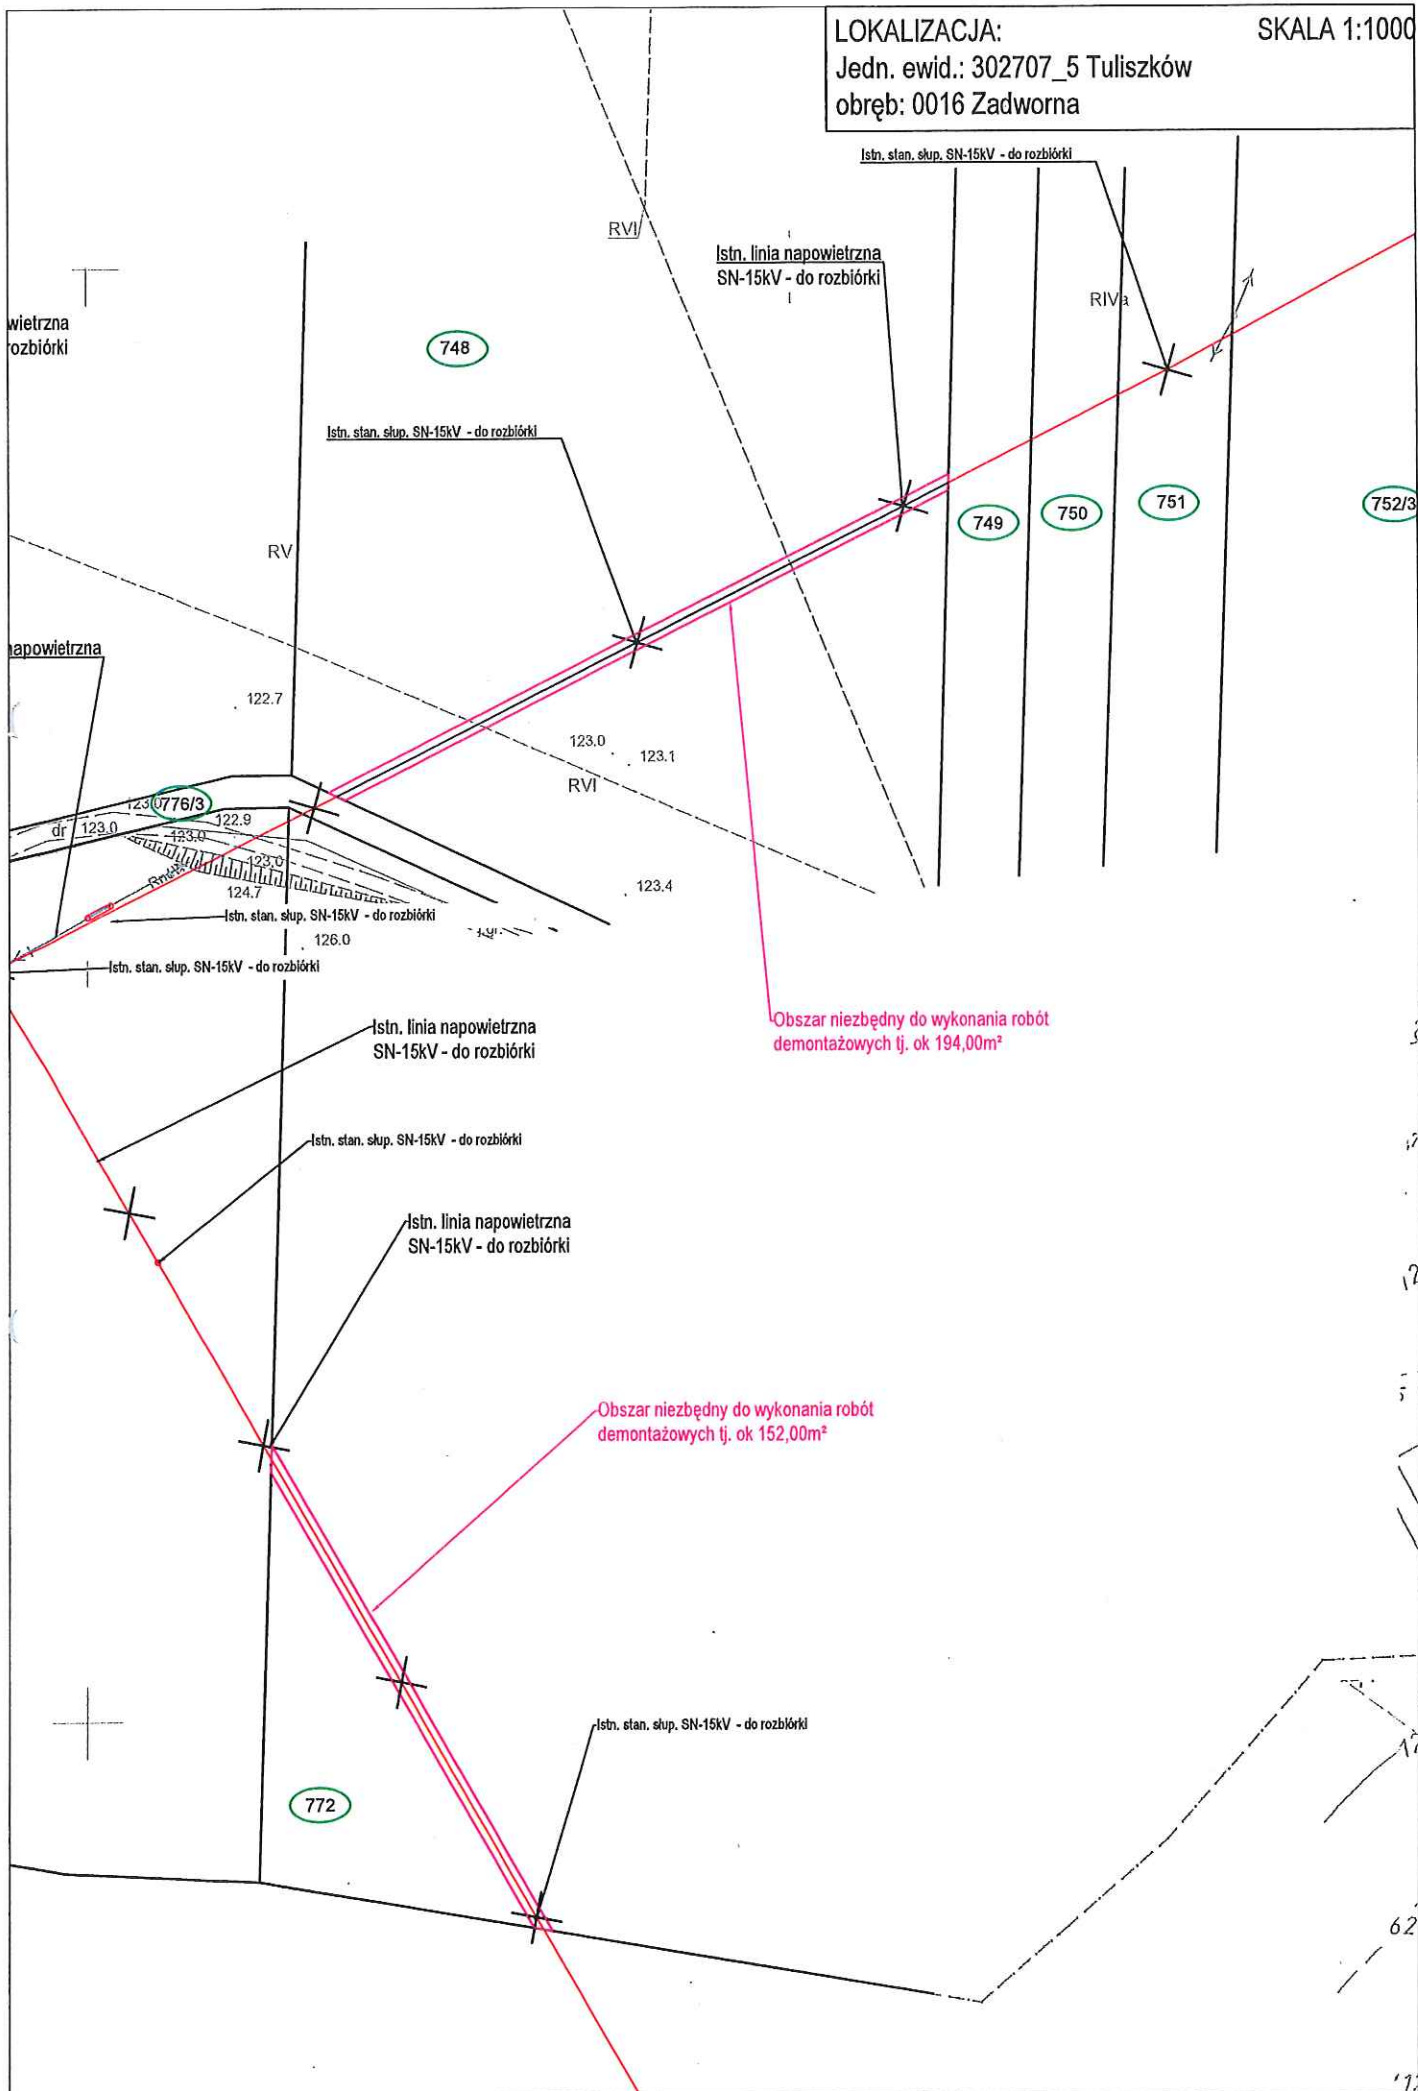 LOKALIZACJA: SKALA 1:1000
Jedn. ewid.: 302707_5 Tuliszków
obręb: 0016 Zadworna
Istn. stan. słup. SN-15kV - do rozbiórki
RVI
Istn. linia napowietrzna
SN-15kV - do rozbiórki
RIVa
wietrzna
rozbiórki
748
Istn. stan. słup. SN-15kV - do rozbiórki
749
750
751
752/3
RV
napowietrzna
122.7
123.0
123.1
RVI
123.0
776/3
122.9
dr
123.0
123.0
123.0
124.7
123.4
Istn. stan. słup. SN-15kV - do rozbiórki
126.0
Istn. stan. słup. SN-15kV - do rozbiórki
Obszar niezbędny do wykonania robót
demontażowych tj. ok 194,00m²
Istn. linia napowietrzna
SN-15kV - do rozbiórki
Istn. stan. słup. SN-15kV - do rozbiórki
Istn. linia napowietrzna
SN-15kV - do rozbiórki
Obszar niezbędny do wykonania robót
demontażowych tj. ok 152,00m²
Istn. stan. słup. SN-15kV - do rozbiórki
772
62